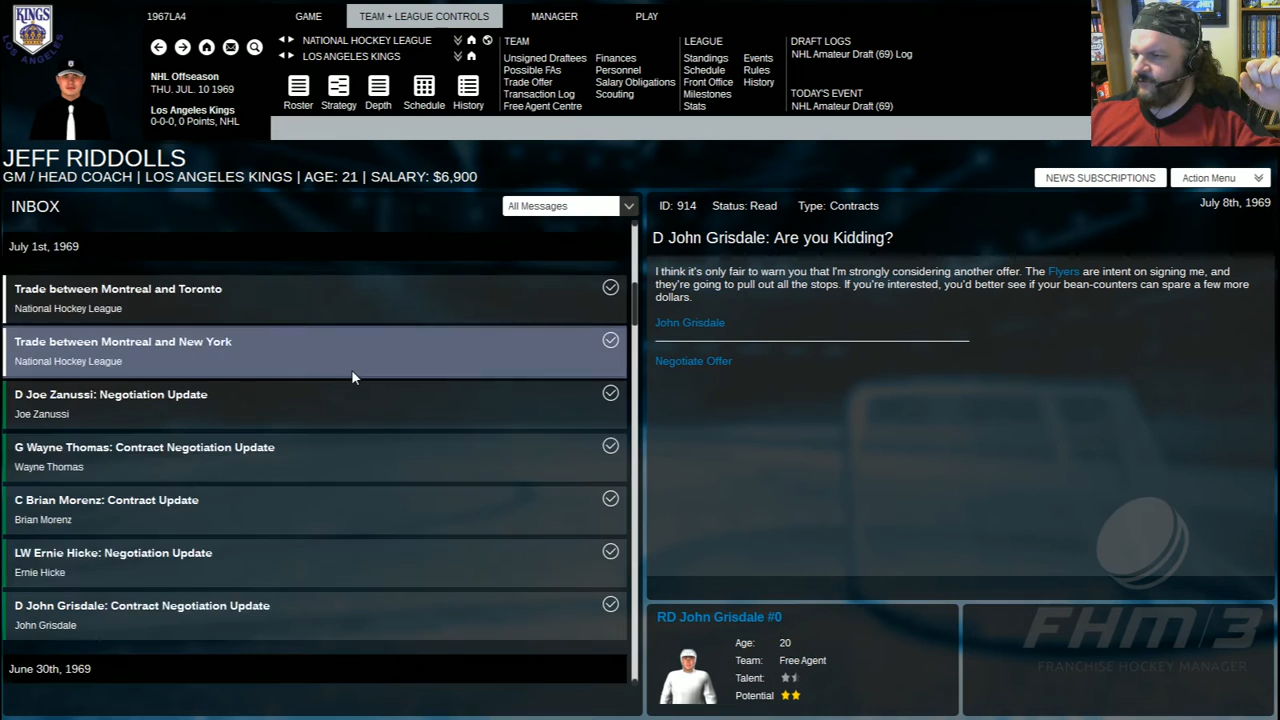 KINGS
LOS ANGELES
1967LA4
GAME
TEAM + LEAGUE CONTROLS
MANAGER
PLAY
NHL Offseason
THU. JUL. 10 1969
Los Angeles Kings
0-0-0, 0 Points, NHL
NATIONAL HOCKEY LEAGUE
LOS ANGELES KINGS
Roster
Strategy
Depth
Schedule
History
TEAM
Unsigned Draftees
Finances
Possible FAs
Personnel
Trade Offer
Salary Obligations
Transaction Log
Scouting
Free Agent Centre
LEAGUE
Standings
Events
Schedule
Rules
Front Office
History
Milestones
Stats
DRAFT LOGS
NHL Amateur Draft (69) Log
TODAY'S EVENT
NHL Amateur Draft (69)
JEFF RIDDOLLS
GM / HEAD COACH | LOS ANGELES KINGS | AGE: 21 | SALARY: $6,900
NEWS SUBSCRIPTIONS
Action Menu
INBOX
All Messages
July 1st, 1969
Trade between Montreal and Toronto
National Hockey League
Trade between Montreal and New York
National Hockey League
D Joe Zanussi: Negotiation Update
Joe Zanussi
G Wayne Thomas: Contract Negotiation Update
Wayne Thomas
C Brian Morenz: Contract Update
Brian Morenz
LW Ernie Hicke: Negotiation Update
Ernie Hicke
D John Grisdale: Contract Negotiation Update
John Grisdale
June 30th, 1969
ID: 914 Status: Read Type: Contracts
July 8th, 1969
D John Grisdale: Are you Kidding?
I think it's only fair to warn you that I'm strongly considering another offer. The Flyers are intent on signing me, and
they're going to pull out all the stops. If you're interested, you'd better see if your bean-counters can spare a few more
dollars.
John Grisdale
Negotiate Offer
RD John Grisdale #0
Age: 20
Team: Free Agent
Talent:
Potential
FHM|3
FRANCHISE HOCKEY MANAGER